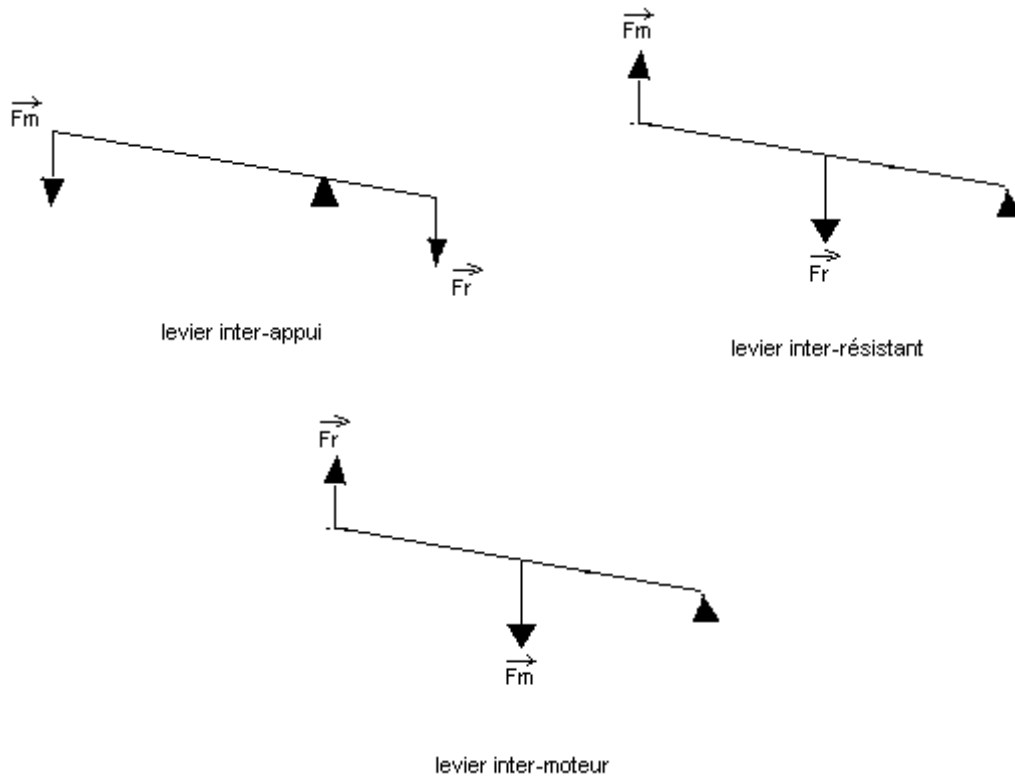 Fm
Fr
levier inter-appui
Fm
Fr
levier inter-résistant
Fr
Fm
levier inter-moteur